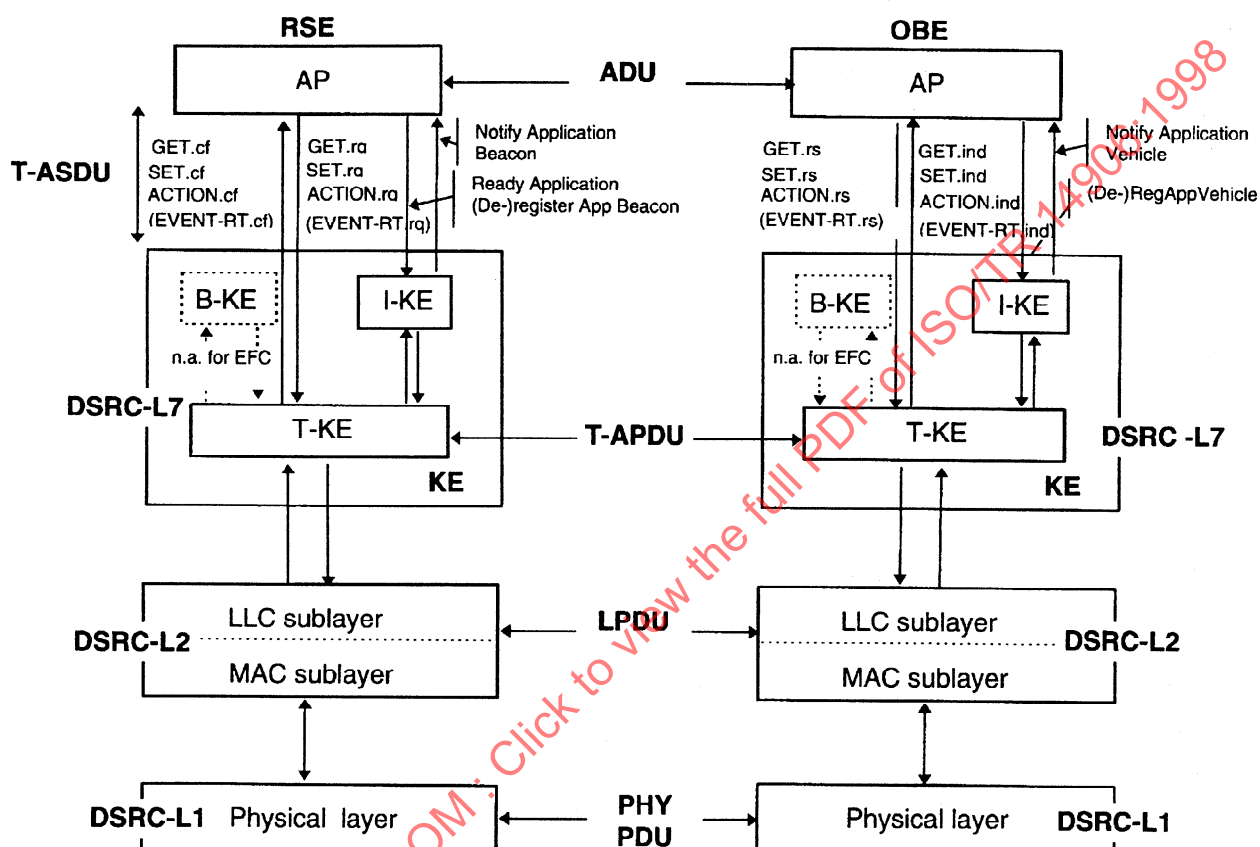 RSE
OBE
AP
ADU
AP
T-ASDU
GET.cf
SET.cf
ACTION.cf
(EVENT-RT.cf)
GET.rq
SET.rq
ACTION.rq
(EVENT-RT.rq)
Notify Application
Beacon
Ready Application
(De-)register App Beacon
GET.rs
SET.rs
ACTION.rs
(EVENT-RT.rs)
GET.ind
SET.ind
ACTION.ind
(EVENT-RT.ind)
Notify Application
Vehicle
(De-)RegAppVehicle
B-KE
I-KE
n.a. for EFC
DSRC-L7
T-KE
KE
T-APDU
B-KE
I-KE
n.a. for EFC
T-KE
DSRC -L7
KE
LLC sublayer
DSRC-L2
MAC sublayer
LPDU
LLC sublayer
DSRC-L2
MAC sublayer
DSRC-L1
Physical layer
PHY
PDU
Physical layer
DSRC-L1
OM : Click to view the full PDF of ISO/TR 14906:1998